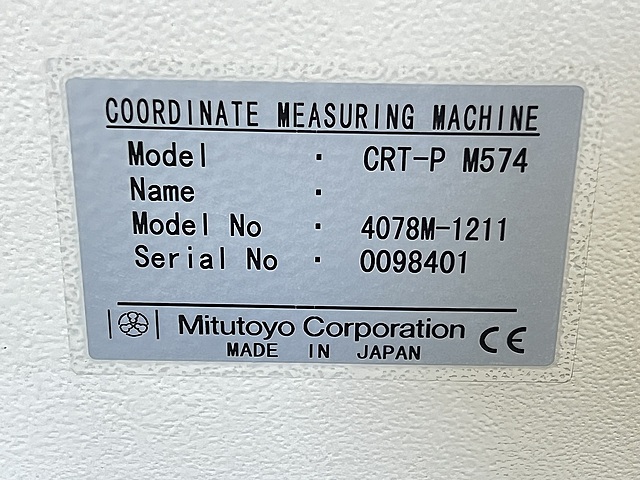 COORDINATE MEASURING MACHINE
Model · CRT-P M574
Name ·
Model No · 4078M-1211
Serial No · 0098401
Mitutoyo Corporation CE
MADE IN JAPAN